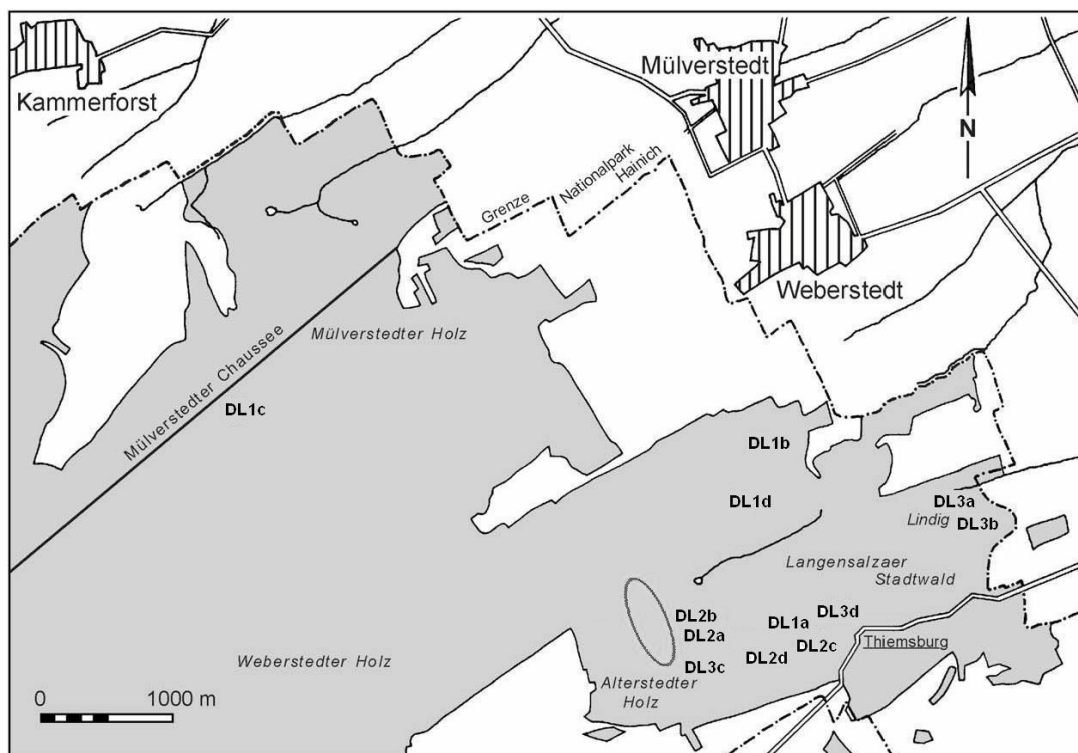 Kammerforst
Mülverstedt
N
Grenze
Nationalpark
Hainich
Weberstedt
Mülverstedter Holz
Mülverstedter Chaussee
DL1c
DL1b
DL1d
DL3a
Lindig
DL3b
Langensalzaer
Stadtwald
DL2b
DL3d
DL1a
DL2a
DL2c
Thiemsburg
DL2d
DL3c
Weberstedter Holz
Alterstedter
Holz
0
1000 m